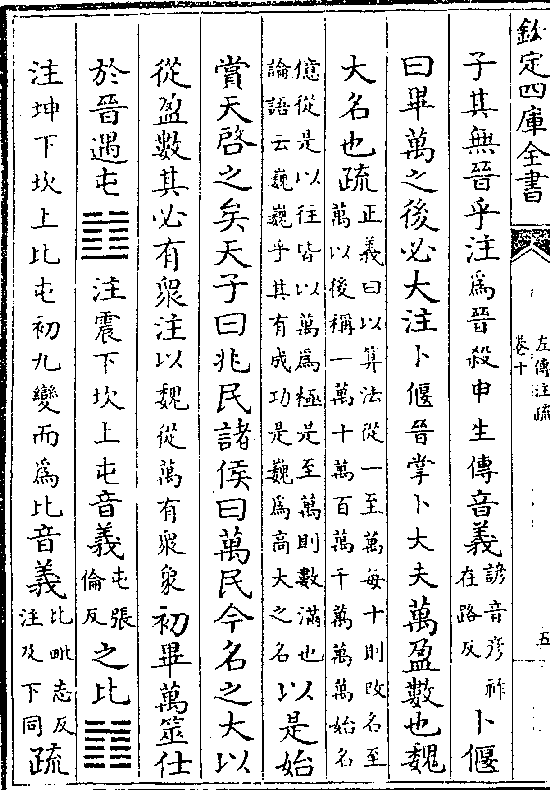 欽定四庫全書
左傳注疏
卷十
五
子其無晉乎注爲晉殺申生傳音義諺音彦祚
在路反卜偃
曰畢萬之後必大注卜偃晉掌卜大夫萬盈數也魏
大名也疏正義曰以算法從一至萬每十則改名至
萬以後稱一萬十萬百萬千萬萬萬始名
億從是以往皆以萬爲極是至萬則數滿也
論語云巍巍乎其有成功是巍爲高大之名以是始
賞天啓之矣天子曰兆民諸侯曰萬民今名之大以
從盈數其必有衆注以魏從萬有衆象初畢萬筮仕
於晉遇屯䷂注震下坎上屯音義屯張
倫反之比䷇
注坤下坎上比屯初九變而爲比音義比毗志反
注及下同疏